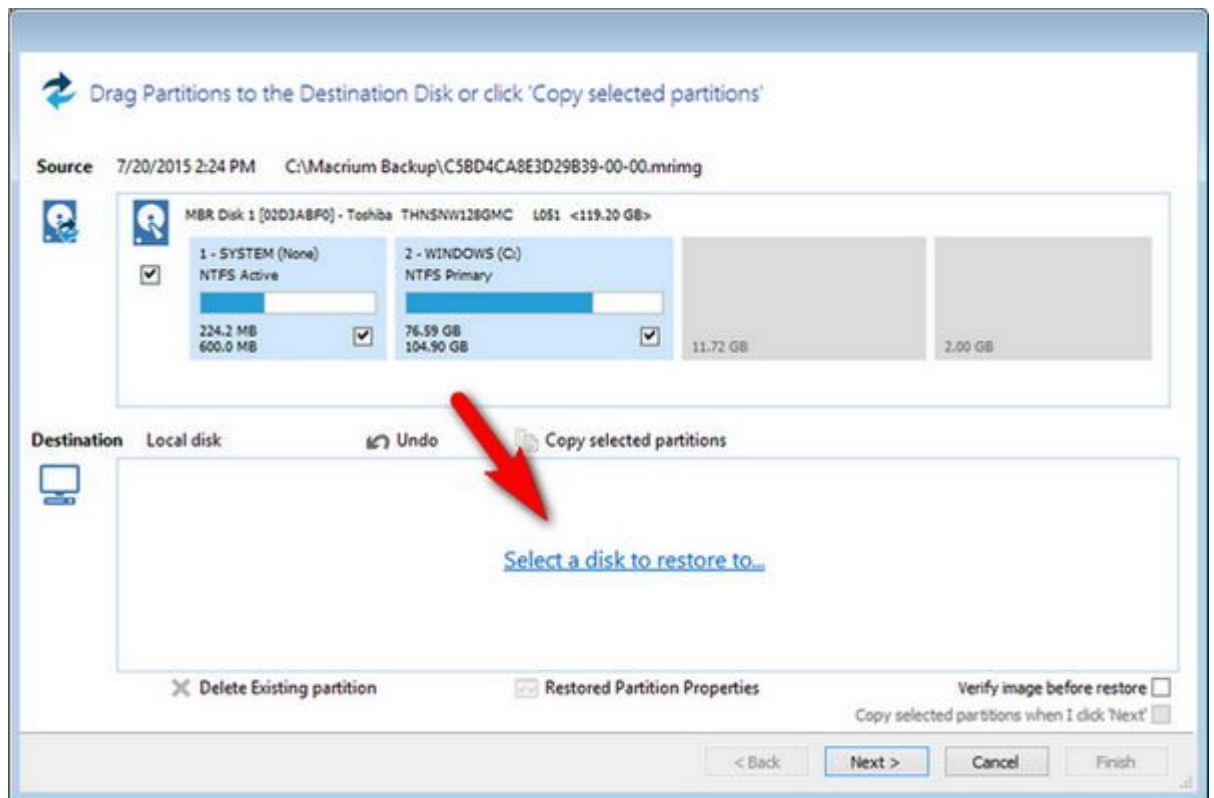 Drag Partitions to the Destination Disk or click 'Copy selected partitions'
Source 7/20/2015 2:24 PM C:\Macrium Backup\C5BD4CA8E3D29B39-00-00.mrimg
MBR Disk 1 [02D3ABF0] - Toshiba THNSNW128GMC L051 <119.20 GB>
1 - SYSTEM (None)
NTFS Active
224.2 MB
600.0 MB
2 - WINDOWS (C:)
NTFS Primary
76.59 GB
104.90 GB
11.72 GB
2.00 GB
Destination Local disk Undo Copy selected partitions
Select a disk to restore to...
Delete Existing partition Restored Partition Properties Verify image before restore
Copy selected partitions when I click 'Next'
< Back Next > Cancel Finish